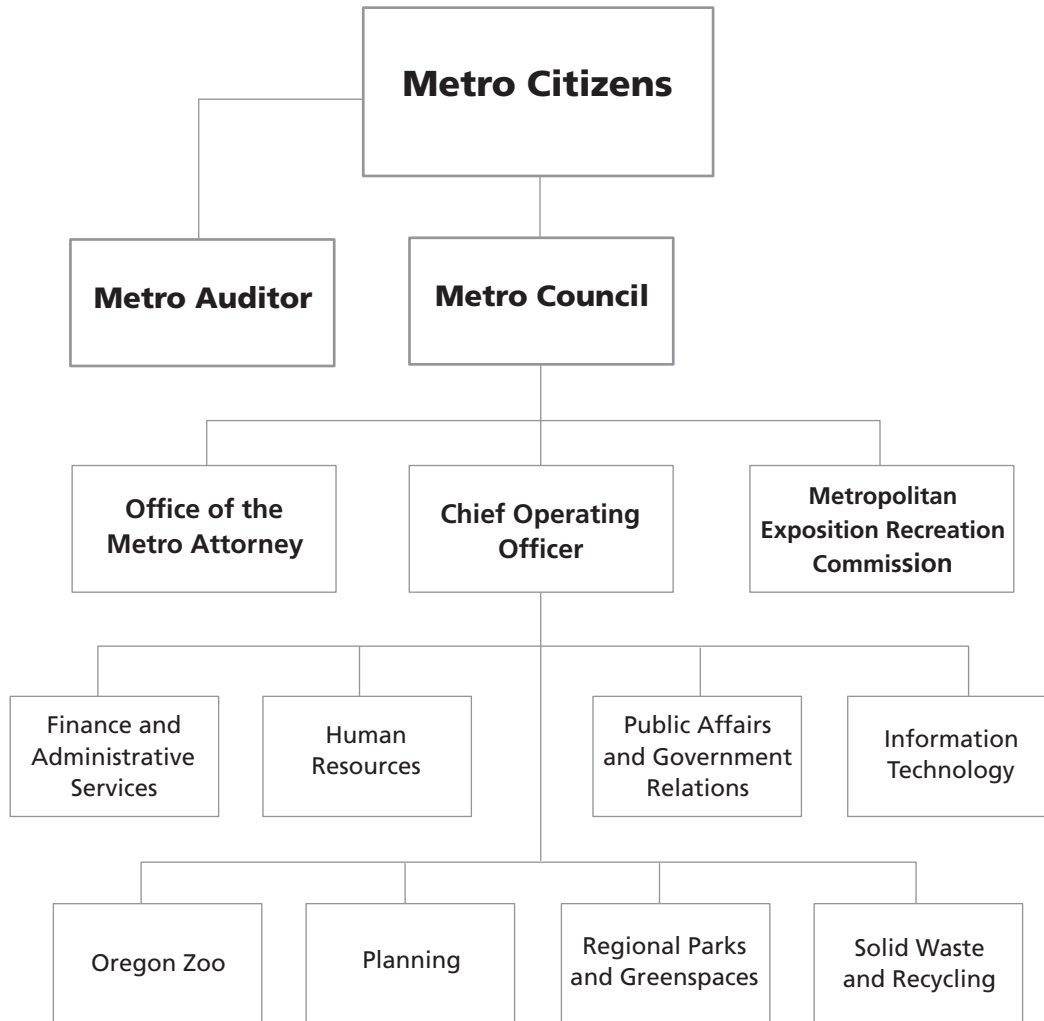 Metro Citizens
Metro Auditor
Metro Council
Office of the
Metro Attorney
Chief Operating
Officer
Metropolitan
Exposition Recreation
Commission
Finance and
Administrative
Services
Human
Resources
Public Affairs
and Government
Relations
Information
Technology
Oregon Zoo
Planning
Regional Parks
and Greenspaces
Solid Waste
and Recycling